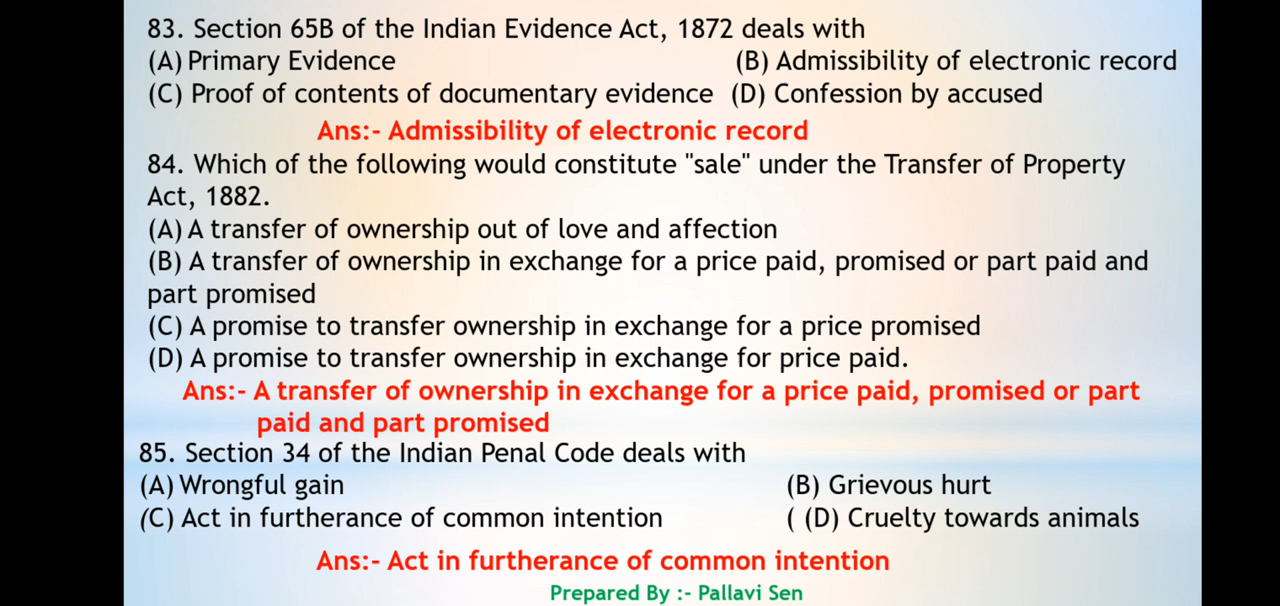 83. Section 65B of the Indian Evidence Act, 1872 deals with
(A) Primary Evidence (B) Admissibility of electronic record
(C) Proof of contents of documentary evidence (D) Confession by accused
Ans:- Admissibility of electronic record
84. Which of the following would constitute "sale" under the Transfer of Property
Act, 1882.
(A) A transfer of ownership out of love and affection
(B) A transfer of ownership in exchange for a price paid, promised or part paid and
part promised
(C) A promise to transfer ownership in exchange for a price promised
(D) A promise to transfer ownership in exchange for price paid.
Ans:- A transfer of ownership in exchange for a price paid, promised or part
paid and part promised
85. Section 34 of the Indian Penal Code deals with
(A) Wrongful gain (B) Grievous hurt
(C) Act in furtherance of common intention ( (D) Cruelty towards animals
Ans:- Act in furtherance of common intention
Prepared By :- Pallavi Sen